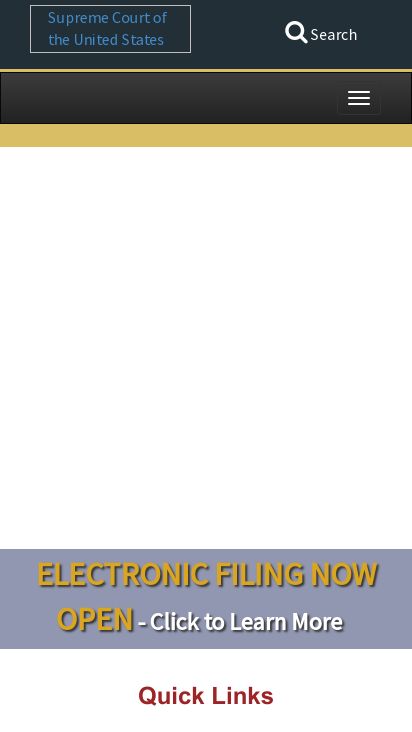 Supreme Court of
the United States
Search
ELECTRONIC FILING NOW
OPEN - Click to Learn More
Quick Links